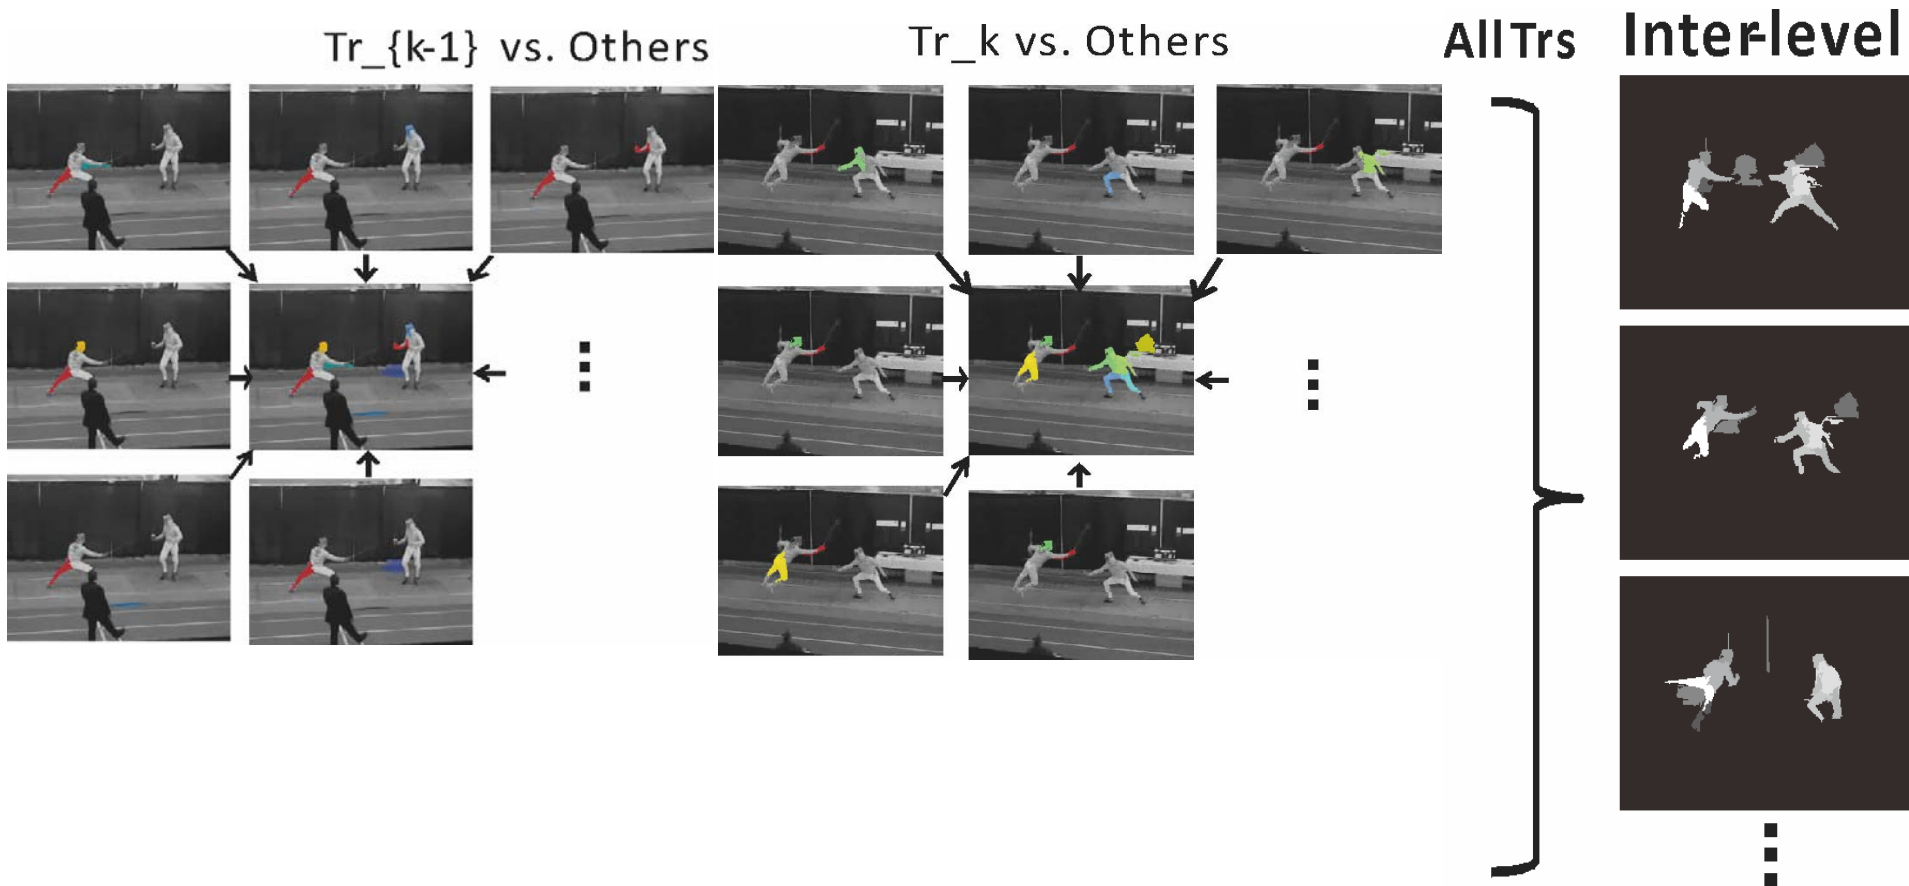 Tr_{k-1} vs. Others
Tr_k vs. Others
All Trs
Inter-level